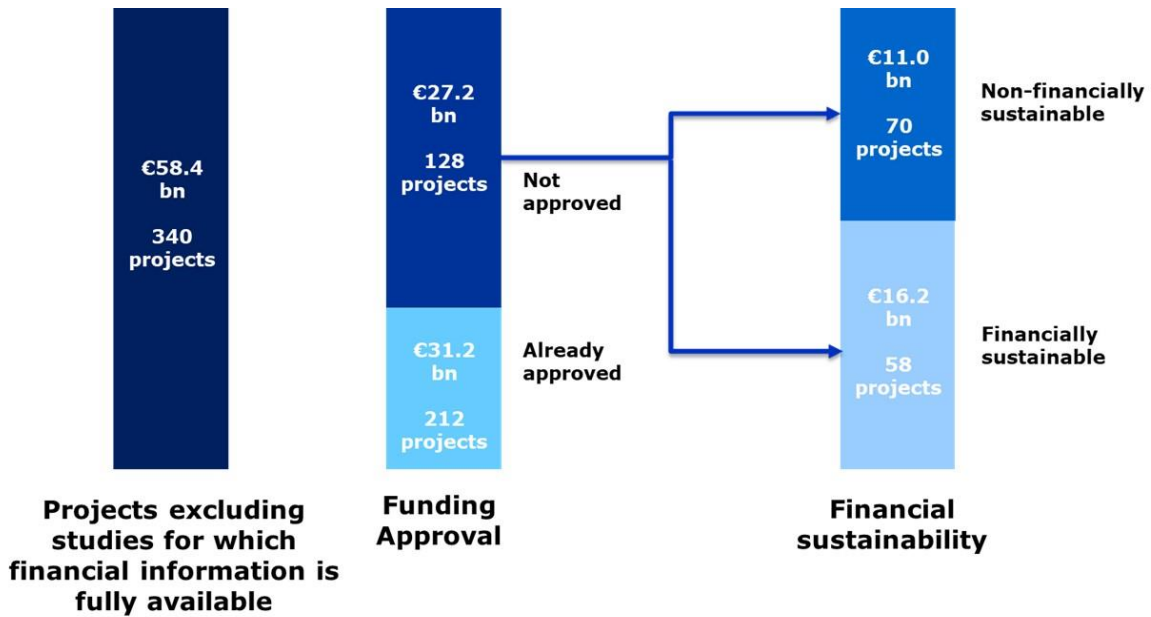 €58.4
bn
340
projects
€27.2
bn
128
projects
Not
approved
€31.2
bn
212
projects
Already
approved
€11.0
bn
70
projects
Non-financially
sustainable
€16.2
bn
58
projects
Financially
sustainable
Projects excluding
studies for which
financial information is
fully available
Funding
Approval
Financial
sustainability